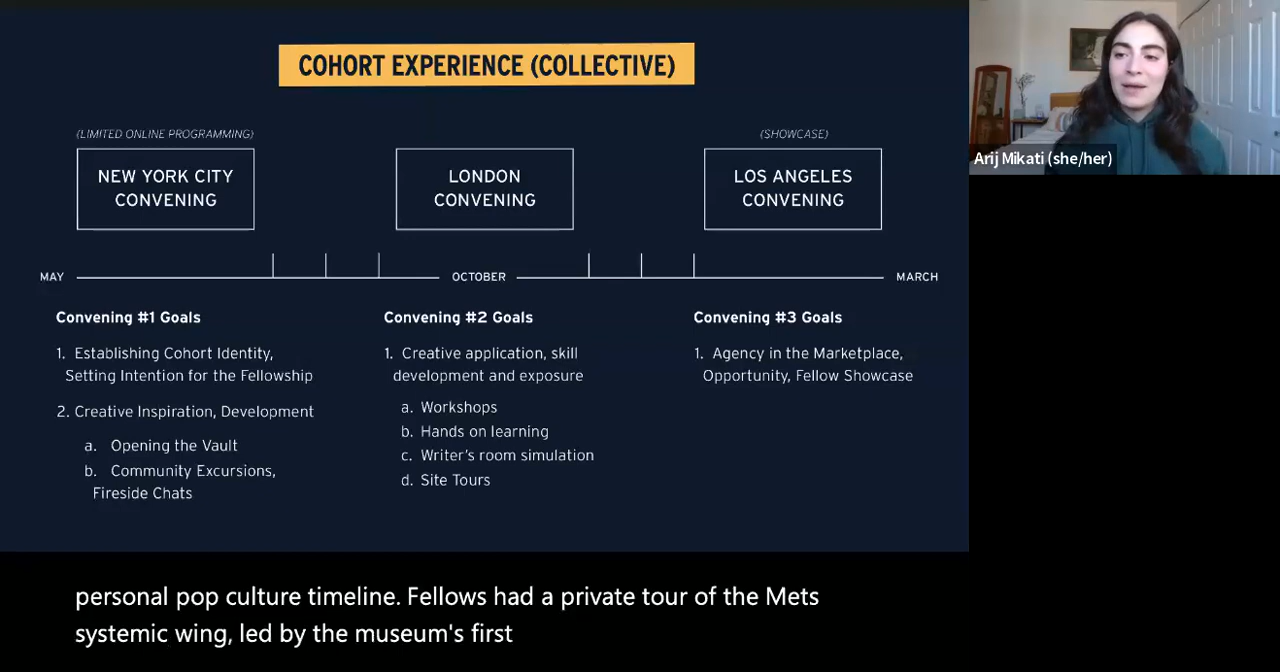 COHORT EXPERIENCE (COLLECTIVE)
(LIMITED ONLINE PROGRAMMING)
NEW YORK CITY
CONVENING
LONDON
CONVENING
(SHOWCASE)
LOS ANGELES
CONVENING
MAY
OCTOBER
MARCH
Convening #1 Goals
1. Establishing Cohort Identity,
Setting Intention for the Fellowship
2. Creative Inspiration, Development
a. Opening the Vault
b. Community Excursions,
Fireside Chats
Convening #2 Goals
1. Creative application, skill
development and exposure
a. Workshops
b. Hands on learning
c. Writer's room simulation
d. Site Tours
Convening #3 Goals
1. Agency in the Marketplace,
Opportunity, Fellow Showcase
Arij Mikati (she/her)
personal pop culture timeline. Fellows had a private tour of the Mets
systemic wing, led by the museum's first